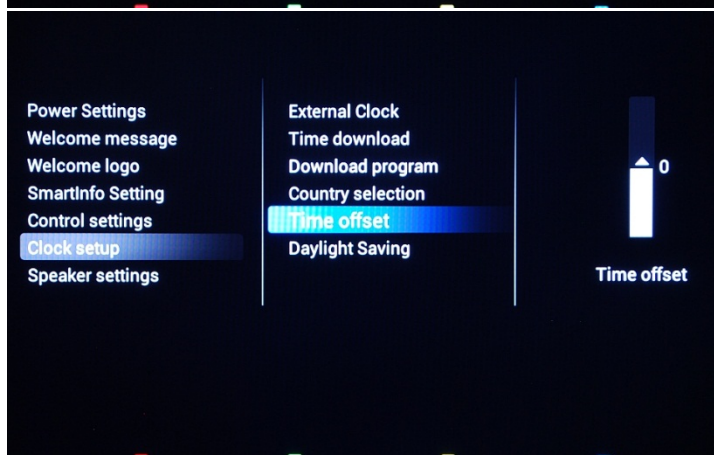 Power Settings
Welcome message
Welcome logo
SmartInfo Setting
Control settings
Clock setup
Speaker settings
External Clock
Time download
Download program
Country selection
Time offset
Daylight Saving
0
Time offset